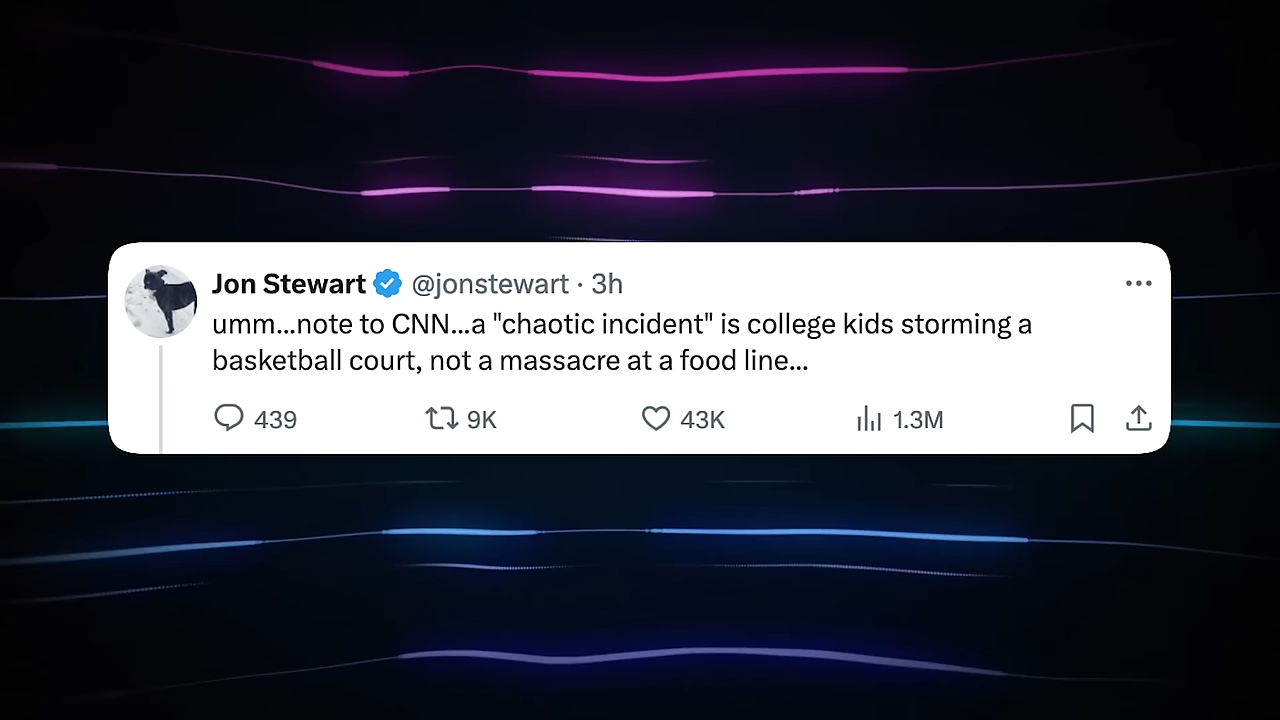 Jon Stewart @jonstewart · 3h
umm...note to CNN...a "chaotic incident" is college kids storming a
basketball court, not a massacre at a food line...
439 9K 43K 1.3M